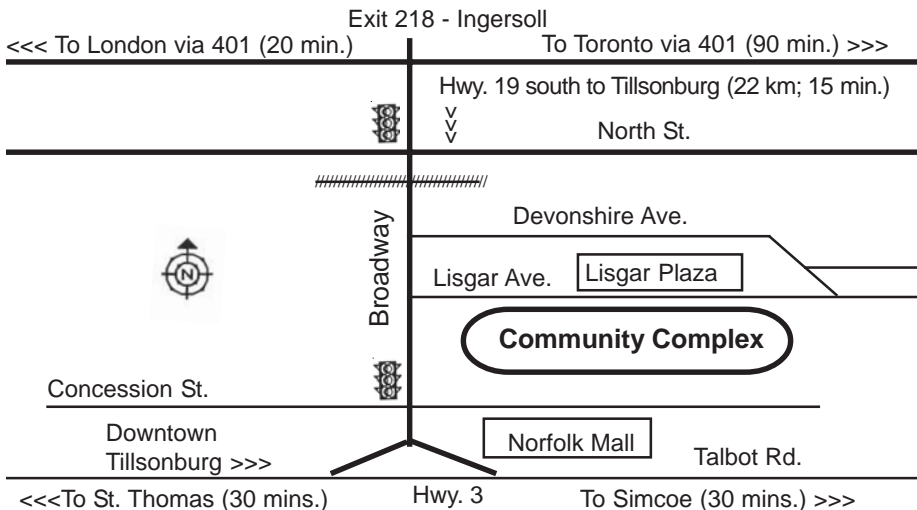 Exit 218 - Ingersoll
<<< To London via 401 (20 min.)
To Toronto via 401 (90 min.) >>>
Hwy. 19 south to Tillsonburg (22 km; 15 min.)
>>>
North St.
Devonshire Ave.
Broadway
Lisgar Ave.
Lisgar Plaza
N
Community Complex
Concession St.
Downtown
Tillsonburg >>>
Norfolk Mall
Talbot Rd.
<<<To St. Thomas (30 mins.)
Hwy. 3
To Simcoe (30 mins.) >>>